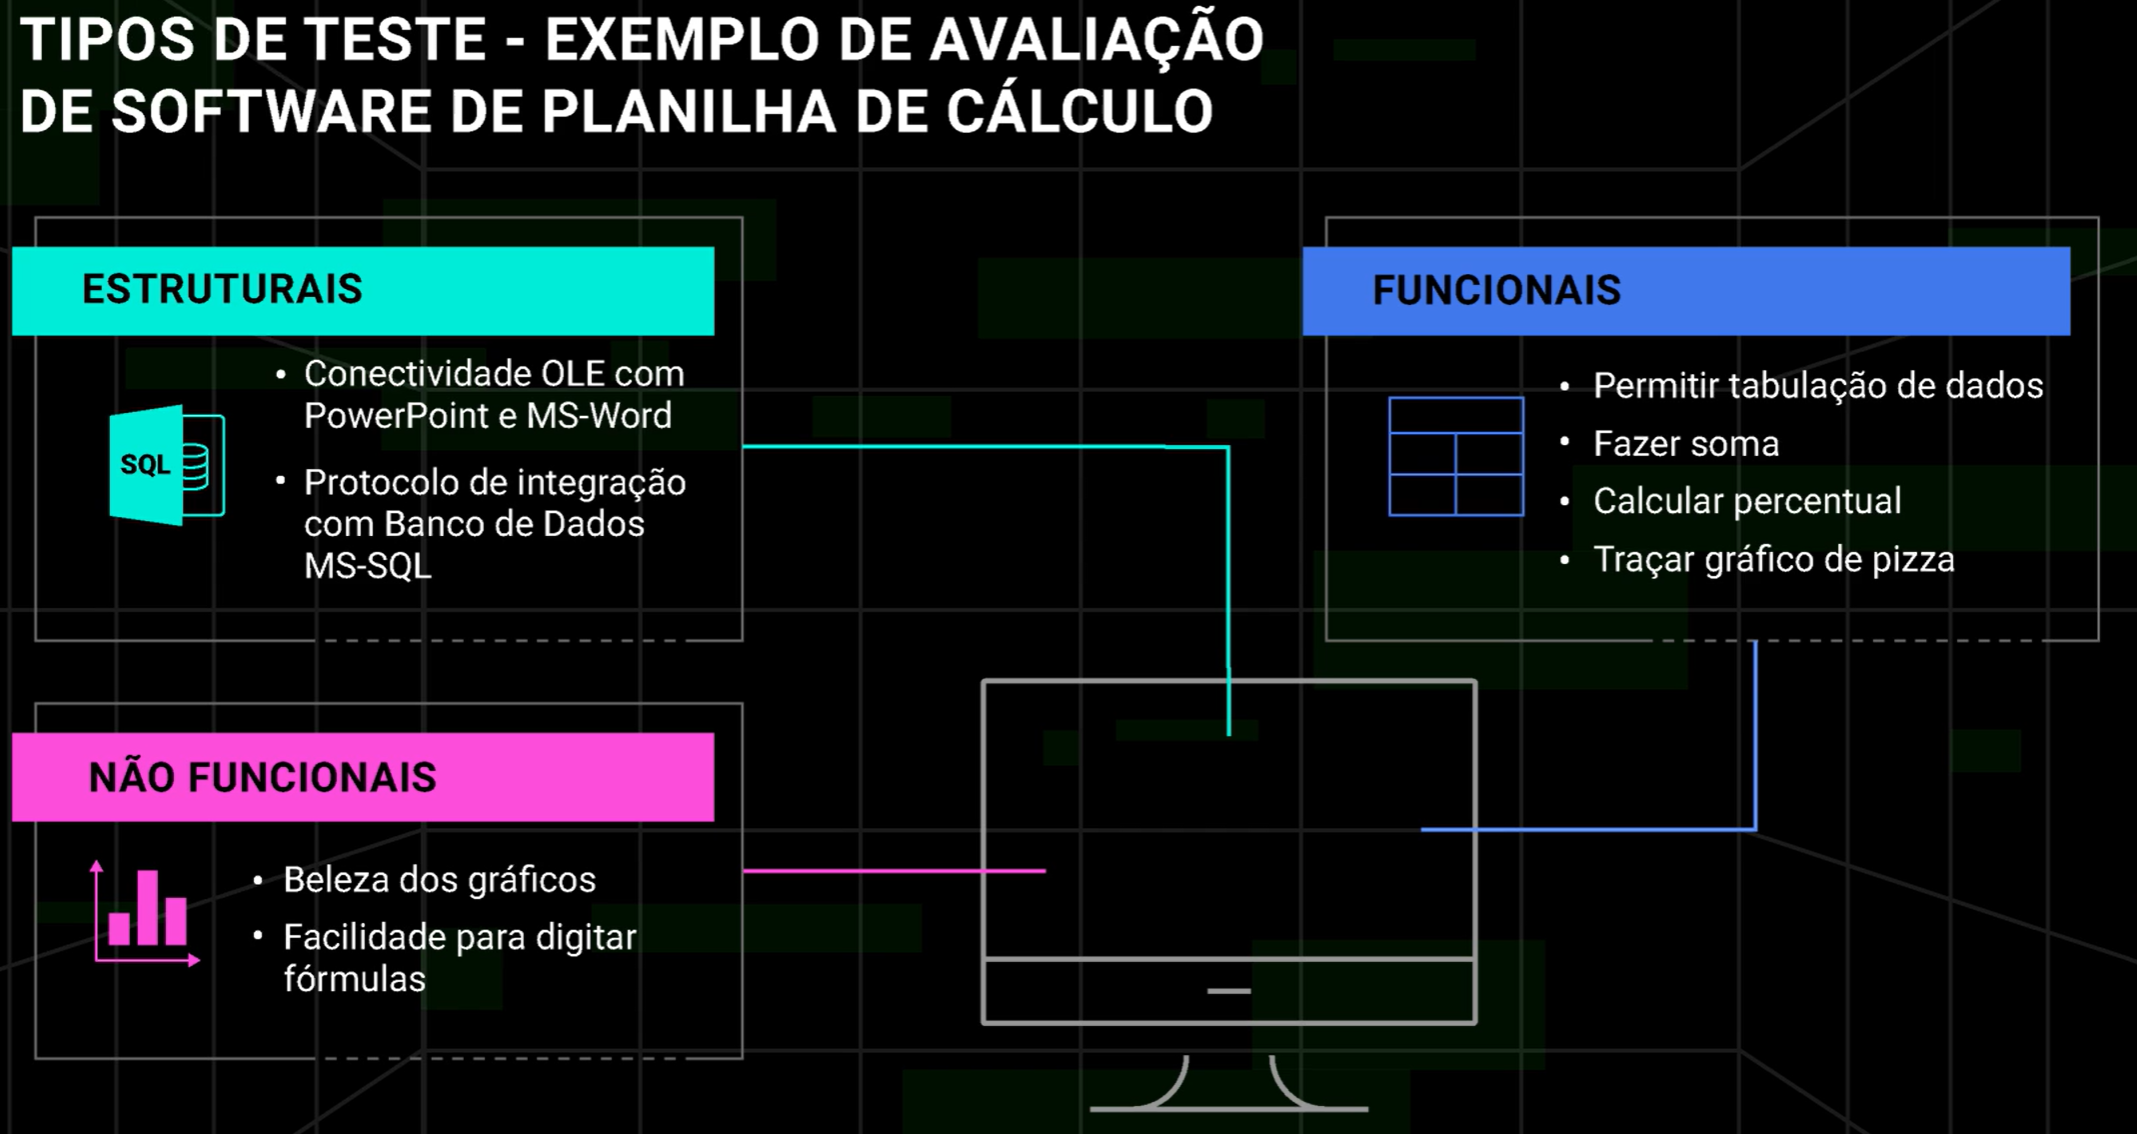 TIPOS DE TESTE - EXEMPLO DE AVALIAÇÃO
DE SOFTWARE DE PLANILHA DE CÁLCULO
ESTRUTURAIS
SQL
• Conectividade OLE com
PowerPoint e MS-Word
• Protocolo de integração
com Banco de Dados
MS-SQL
FUNCIONAIS
• Permitir tabulação de dados
• Fazer soma
• Calcular percentual
• Traçar gráfico de pizza
NÃO FUNCIONAIS
• Beleza dos gráficos
• Facilidade para digitar
fórmulas